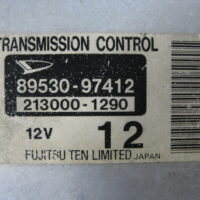 TRANSMISSION CONTROL
89530-97412
213000-1290
12V 12
FUJITSU TEN LIMITED JAPAN